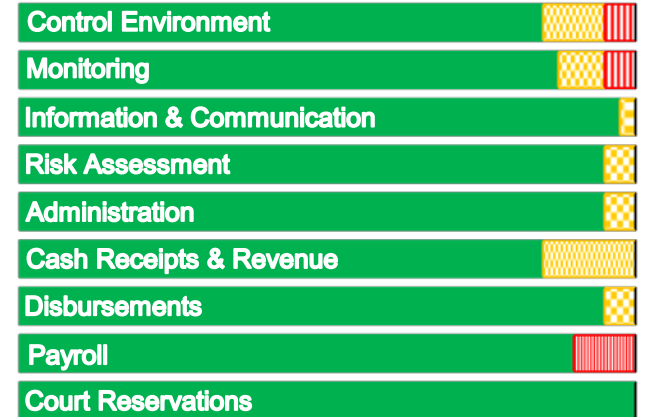 Control Environment
Monitoring
Information & Communication
Risk Assessment
Administration
Cash Receipts & Revenue
Disbursements
Payroll
Court Reservations